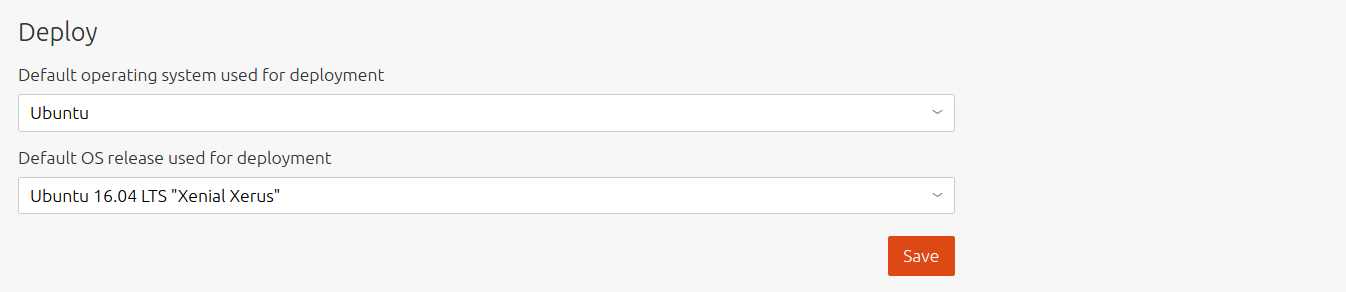 Deploy
Default operating system used for deployment
Ubuntu
Default OS release used for deployment
Ubuntu 16.04 LTS "Xenial Xerus"
Save